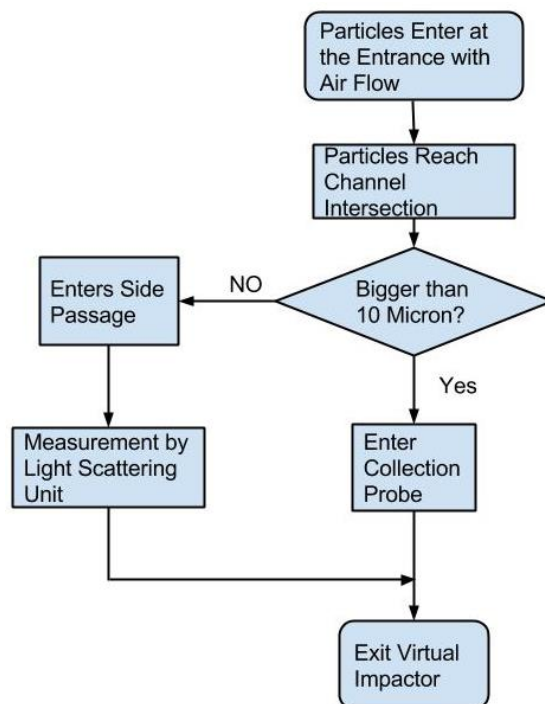 Particles Enter at
the Entrance with
Air Flow
Particles Reach
Channel
Intersection
Bigger than
10 Micron?
NO
Enters Side
Passage
Yes
Measurement by
Light Scattering
Unit
Enter
Collection
Probe
Exit Virtual
Impactor